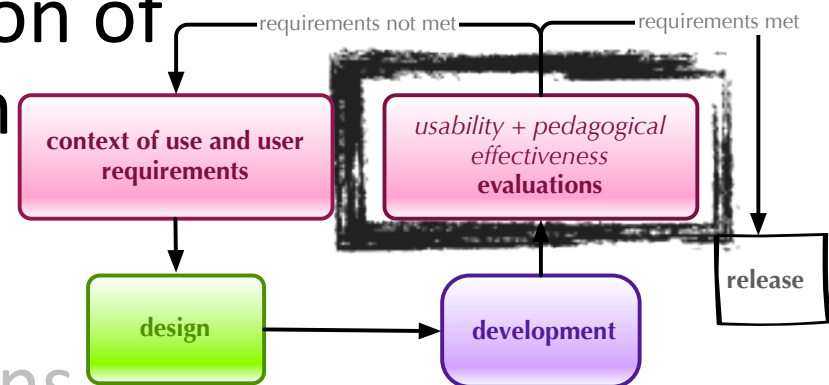 on of
requirements not met
requirements met
context of use and user
requirements
usability + pedagogical
effectiveness
evaluations
release
design
development
ns